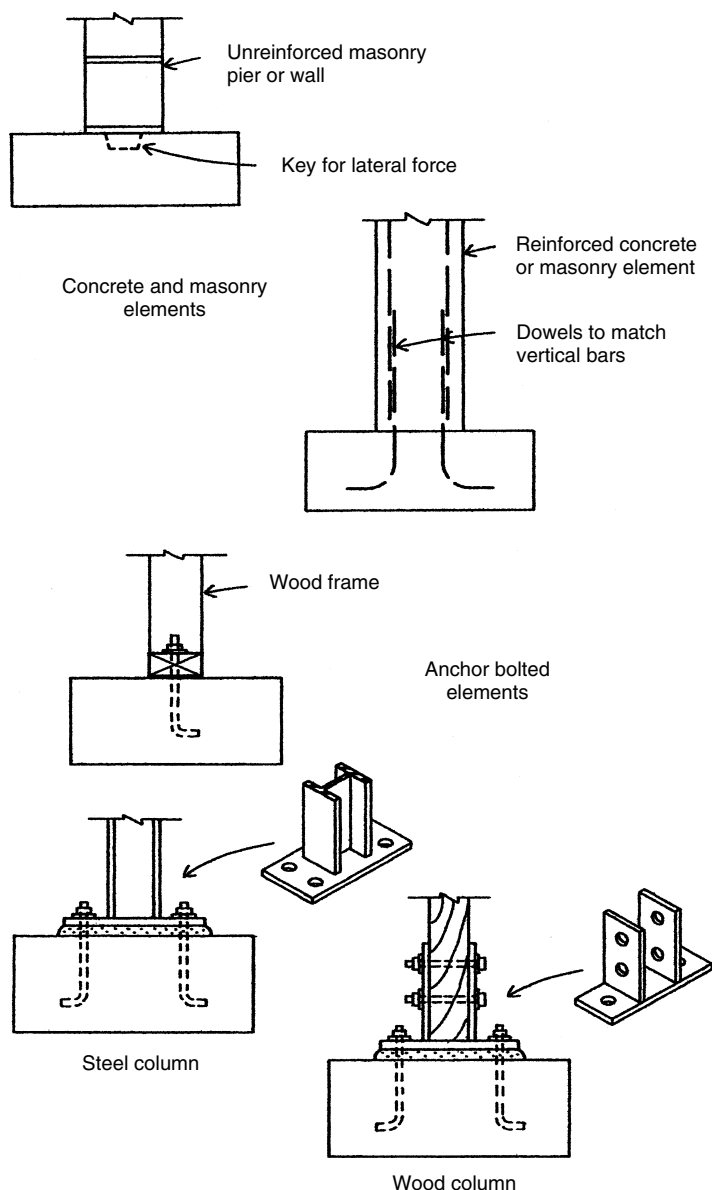 Unreinforced masonry
pier or wall
Key for lateral force
Reinforced concrete
or masonry element
Concrete and masonry
elements
Dowels to match
vertical bars
Wood frame
Anchor bolted
elements
Steel column
Wood column